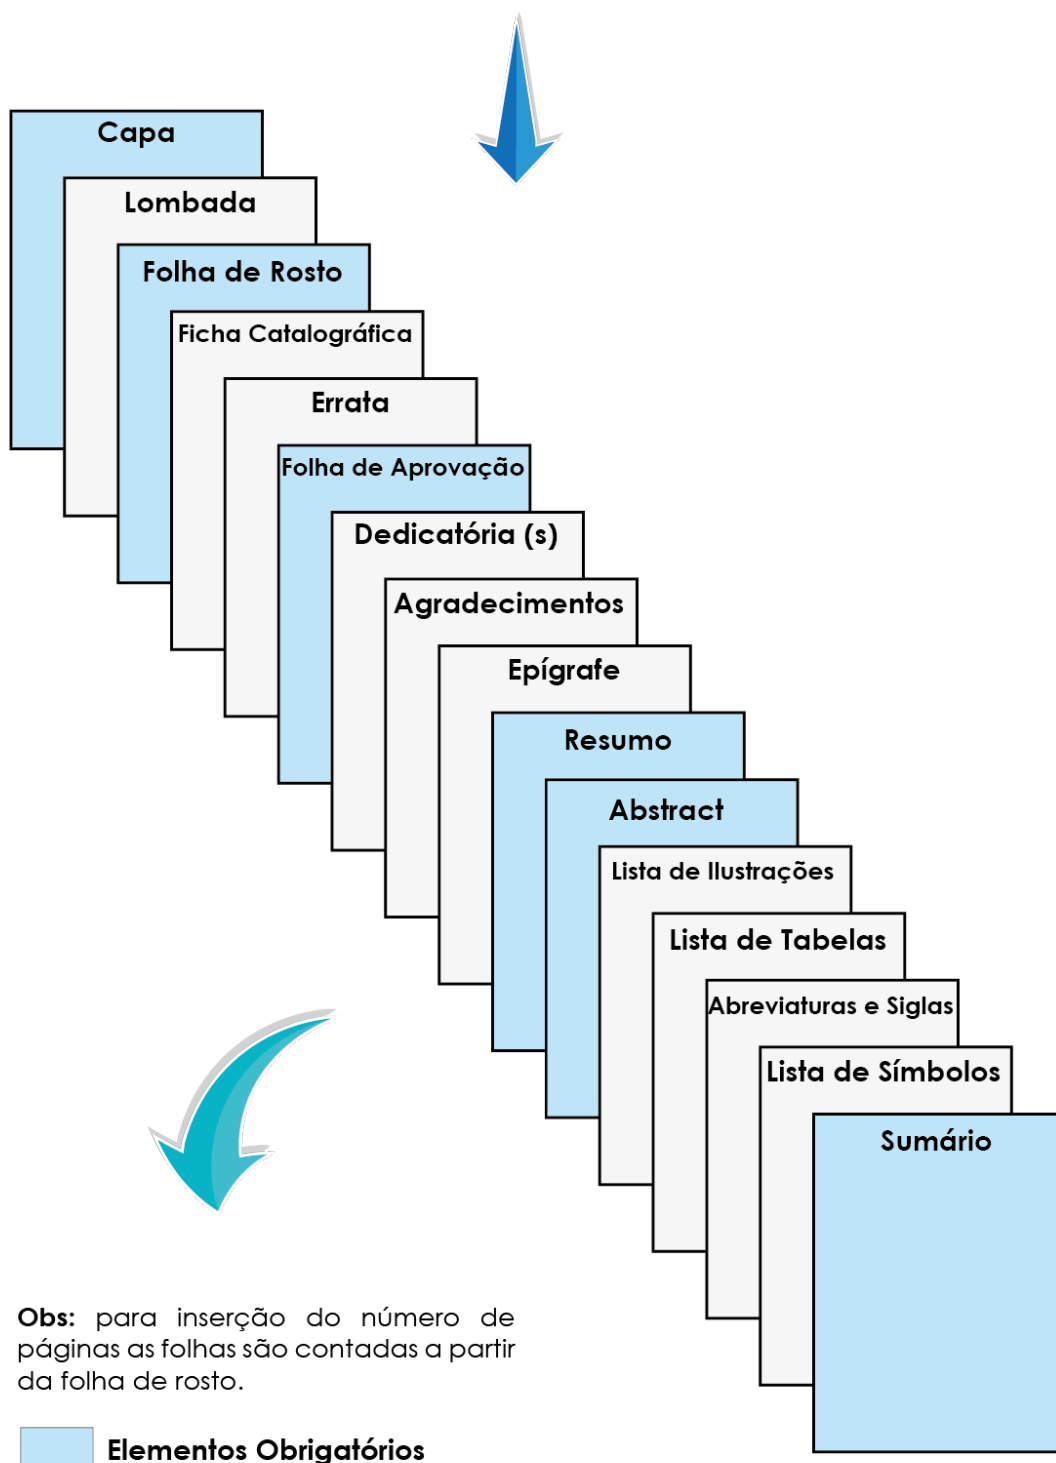 Capa
Lombada
Folha de Rosto
Ficha Catalográfica
Errata
Folha de Aprovação
Dedicatória (s)
Agradecimentos
Epígrafe
Resumo
Abstract
Lista de Ilustrações
Lista de Tabelas
Abreviaturas e Siglas
Lista de Símbolos
Sumário
Obs: para inserção do número de
páginas as folhas são contadas a partir
da folha de rosto.
Elementos Obrigatórios